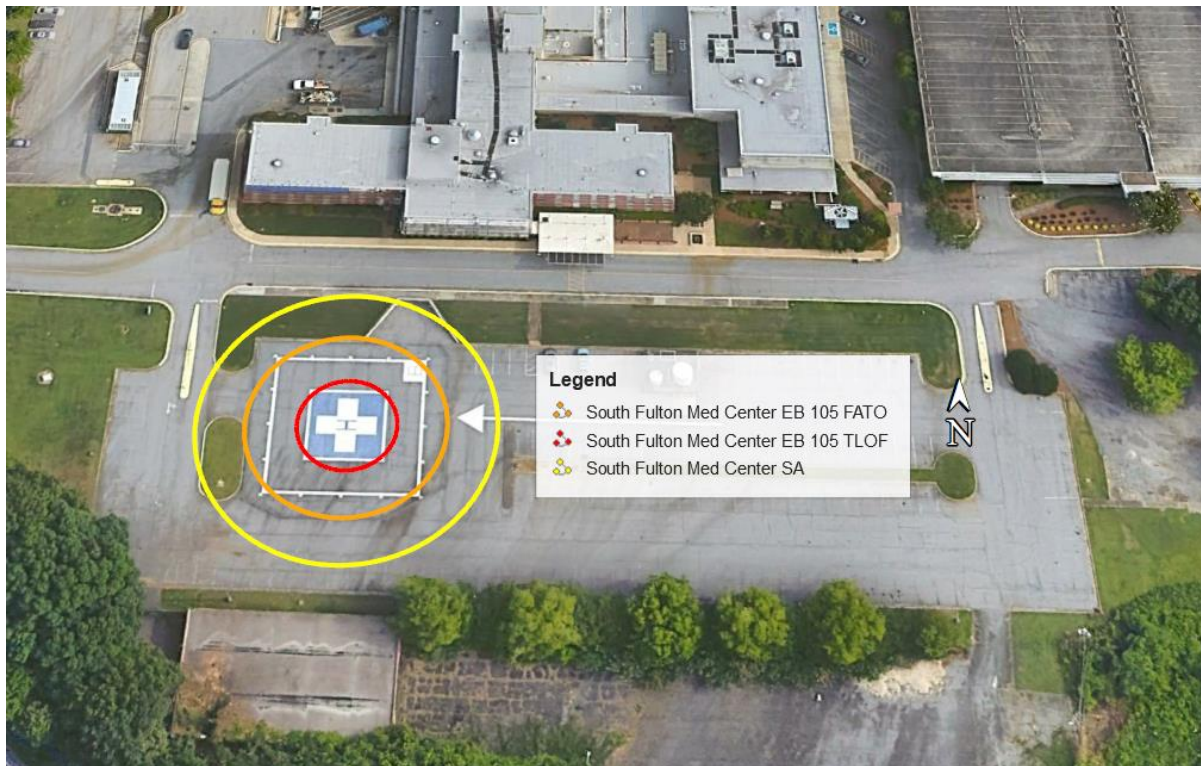 Legend
South Fulton Med Center EB 105 FATO
South Fulton Med Center EB 105 TLOF
South Fulton Med Center SA
N
H